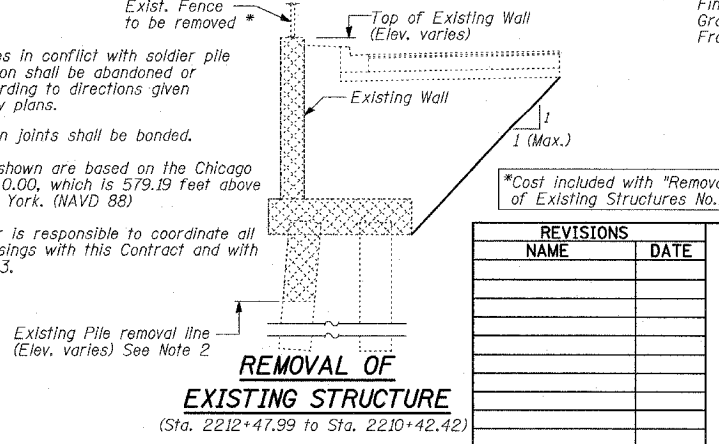 Exist. Fence
to be removed *
Top of Existing Wall
(Elev. varies)
Fin
Gro
Fro
es in conflict with soldier pile
on shall be abandoned or
ording to directions given
y plans.
Existing Wall
n joints shall be bonded.
1
1 (Max.)
shown are based on the Chicago
0.00, which is 579.19 feet above
York. (NAVD 88)
*Cost included with "Remova
of Existing Structures No.
r is responsible to coordinate all
sings with this Contract and with
3.
REVISIONS
NAME DATE
Existing Pile removal line
(Elev. varies) See Note 2
REMOVAL OF
EXISTING STRUCTURE
(Sta. 2212+47.99 to Sta. 2210+42.42)